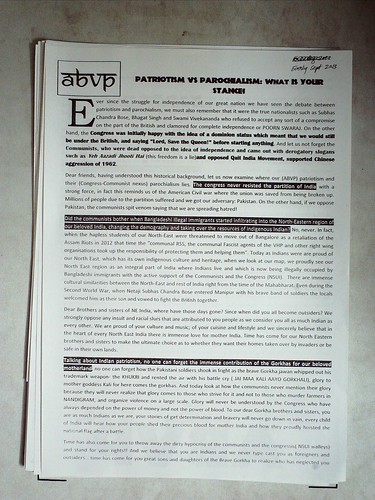 abvp
PATRIOTISM VS PAROCHIALISM: WHAT IS YOUR
STANCE!
Ever since the struggle for independence of our great nation we have seen the debate between
patriotism and parochialism, we must also remember that it were the true nationalists such as Subhas
Chandra Bose, Bhagat Singh and Swami Vivekananda who refused to accept any sort of a compromise
on the part of the British and clamored for complete independence or POORN SWARAJ. On the other
hand, the Congress was initially happy with the idea of a dominion status which meant that we would still
be under the British, and saying "Lord, Save the Queen!" before starting anything. And let us not forget the
Communists, who were dead opposed to the idea of independence and came out with derogatory slogans
such as Yeh Azaadi Jhooti Hai (this freedom is a lie) and opposed Quit India Movement, supported Chinese
aggression of 1962
Dear friends, having understood this historical background, let us now examine where our (ABVP) patriotism and
their (Congress-Communist nexus) parochialism lies. The congress never resisted the partition of India with a
strong force, in fact this reminds us of the American Civil War where the union was saved from being broken up.
Millions of people due to the partition suffered and we got our adversary: Pakistan. On the other hand, if we oppose
Pakistan, the communists spit venom saying that we are spreading hatred!
Did the communists bother when Bangladeshi illegal immigrants started infiltrating into the North-Eastern region of
our beloved India, changing the demography and taking over the resources of indigenous Indian? No, never. In fact,
when the hapless students of our North-East were threatened to move out of Bangalore as a retaliation of the
Assam Riots in 2012 that time the "communal RSS, the communal Fascist agents of the VHP and other right wing
organisations took up the responsibility of protecting them and helping them". Today as Indians were are proud of
our North East, which has its own indigenous culture and heritage, when we look at our map, we proudly see our
North East region as an integral part of India where Indians live and which is now being illegally occupied by
Bangladeshi immigrants with the active support of the Communists and the Congress (NSUI). There are immense
cultural similarities between the North-East and rest of India right from the time of the Mahabharat. Even during the
Second World War, when Netaji Subhas Chandra Bose entered Manipur with his brave band of soldiers the locals
welcomed him as their son and vowed to fight the British together.
Dear Brothers and sisters of NE India, where have those days gone? Since when did you all become outsiders? We
strongly oppose any insult and racial slurs that are attributed to you people as we consider you all as much Indian as
every other. We are proud of your culture and music; of your cuisine and lifestyle and we sincerely believe that in
the heart of every North East India there is immense love for mother India. Time has come for our North Eastern
brothers and sisters to make the ultimate choice as to whether they want their homes taken over by invaders or be
safe in their own lands.
Talking about Indian patriotism, no one can forget the immense contribution of the Gorkhas for our beloved
motherland, no one can forget how the Pakistani soldiers shook in fright as the brave Gorkha jawan whipped out his
trademark weapon: the KHUKRI and rented the air with his battle cry ( JAI MAA KALI AAYO GORKHALI), glory to
mother goddess Kali for here comes the gorkhas. And today look at how the communists never mention their glory
because they will never realize that glory comes to those who strive for it and not to those who murder farmers in
NANDIGRAM, and organize violence on a large scale. Glory will never be understood by the Congress who have
always depended on the power of money and not the power of blood. To our dear Gorkha brothers and sisters, you
are as much Indians as we are, your stories of get determination and bravery will never go down in vain, every child
of India will hear how your people shed their precious blood for mother India and how they proudly hosted the
national flag after a battle.
Time has also come for you to throw away the dirty hypocrisy of the communists and the congress( NSUI walleys)
and stand for your rights!! And we believe that you are Indians and we never typecast you as foreigners and
outsiders. time has come for you great sons and daughters of the Brave Gorkha to realize who has neglected you